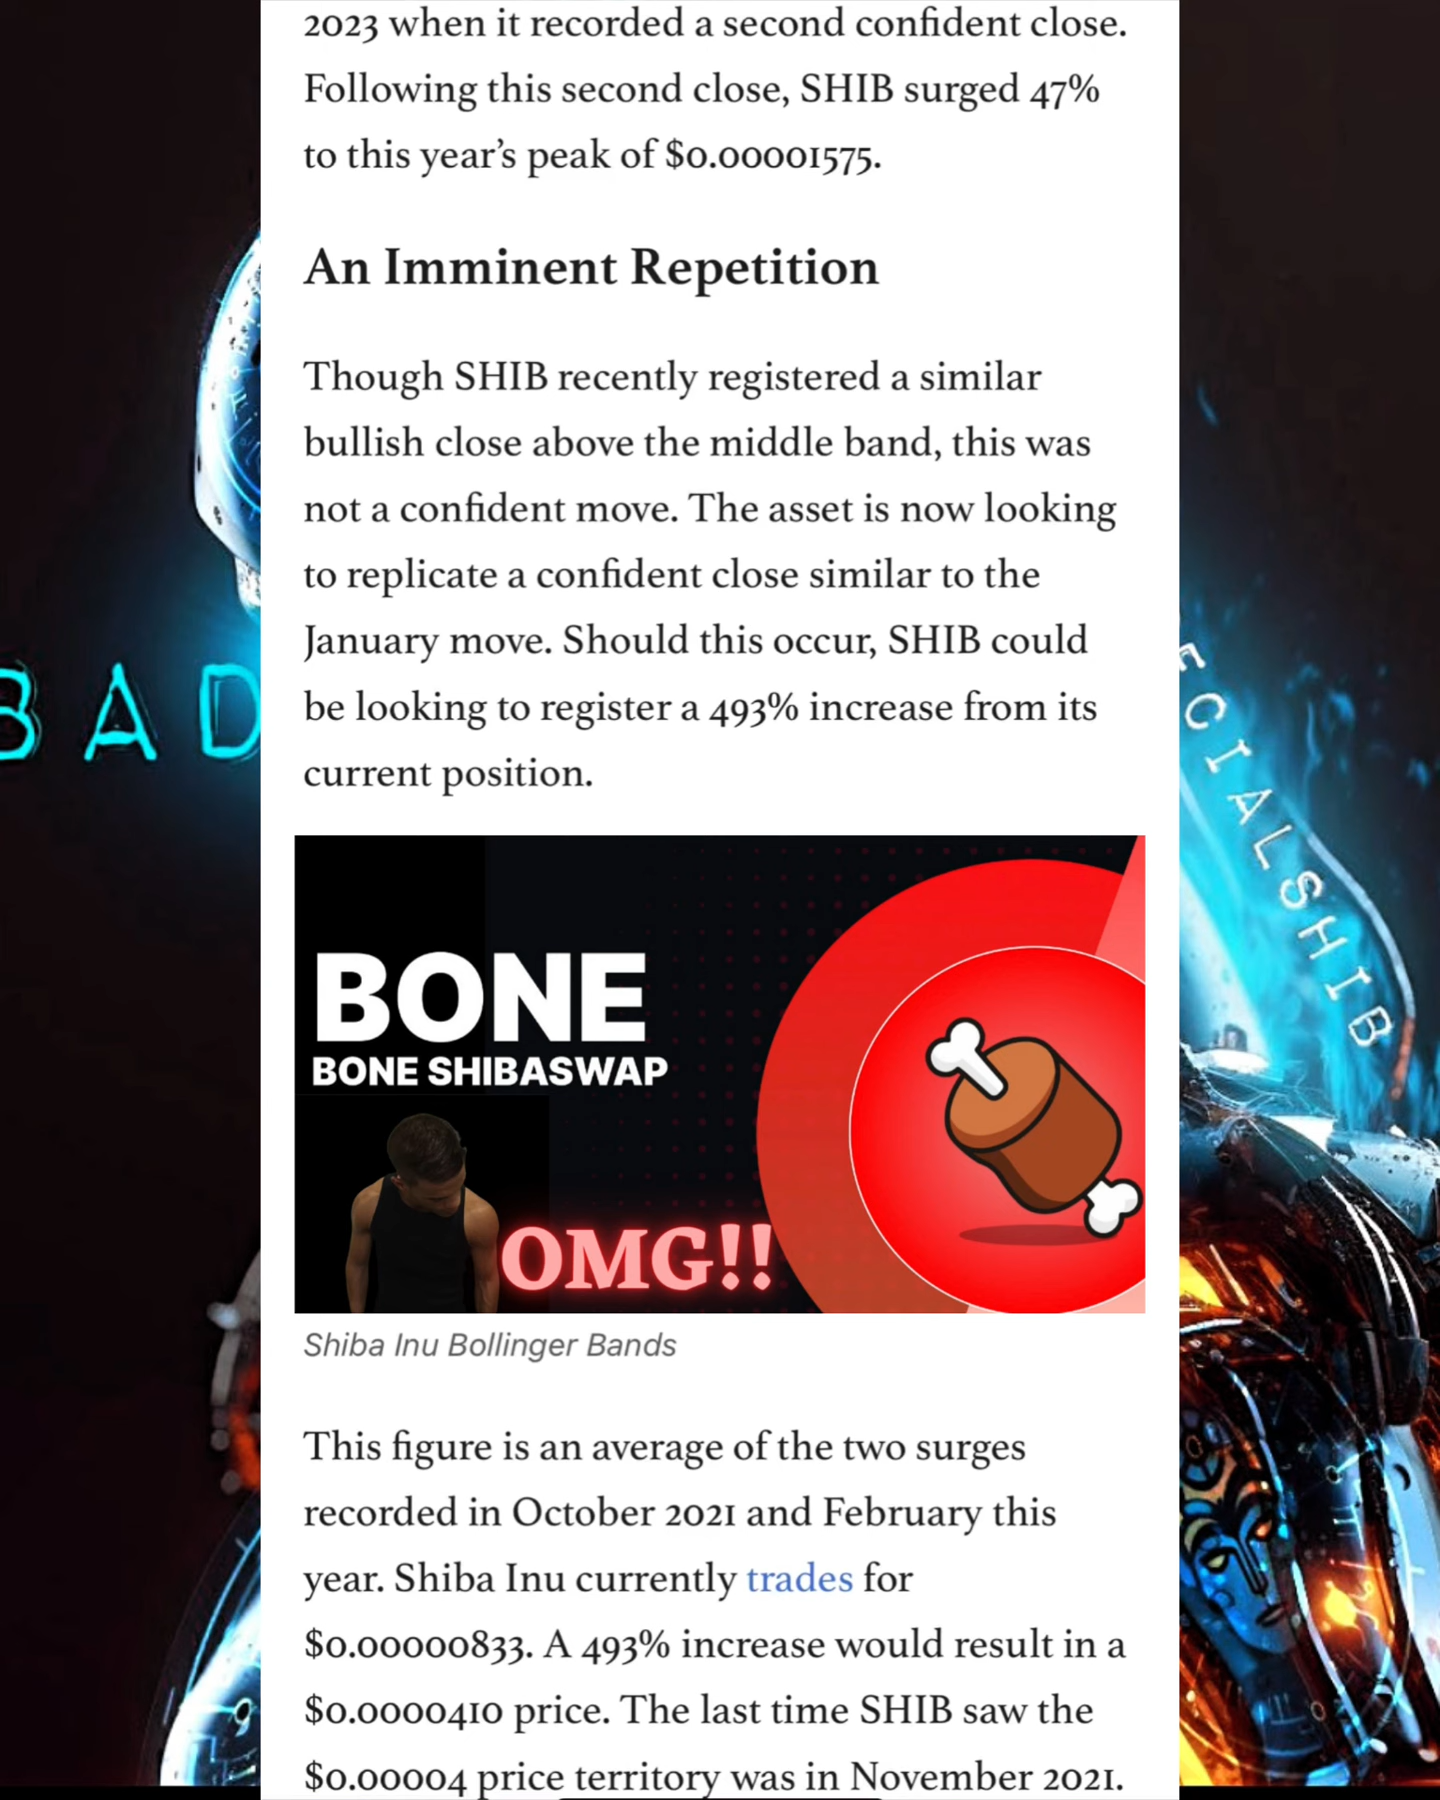 2023 when it recorded a second confident close.
Following this second close, SHIB surged 47%
to this year’s peak of $0.00001575.
An Imminent Repetition
Though SHIB recently registered a similar
bullish close above the middle band, this was
not a confident move. The asset is now looking
to replicate a confident close similar to the
January move. Should this occur, SHIB could
be looking to register a 493% increase from its
current position.
BAD
ECIALSHIB
BONE
BONE SHIBASWAP
OMG!!
Shiba Inu Bollinger Bands
This figure is an average of the two surges
recorded in October 2021 and February this
year. Shiba Inu currently trades for
$0.00000833. A 493% increase would result in a
$0.0000410 price. The last time SHIB saw the
$0.00004 price territory was in November 2021.